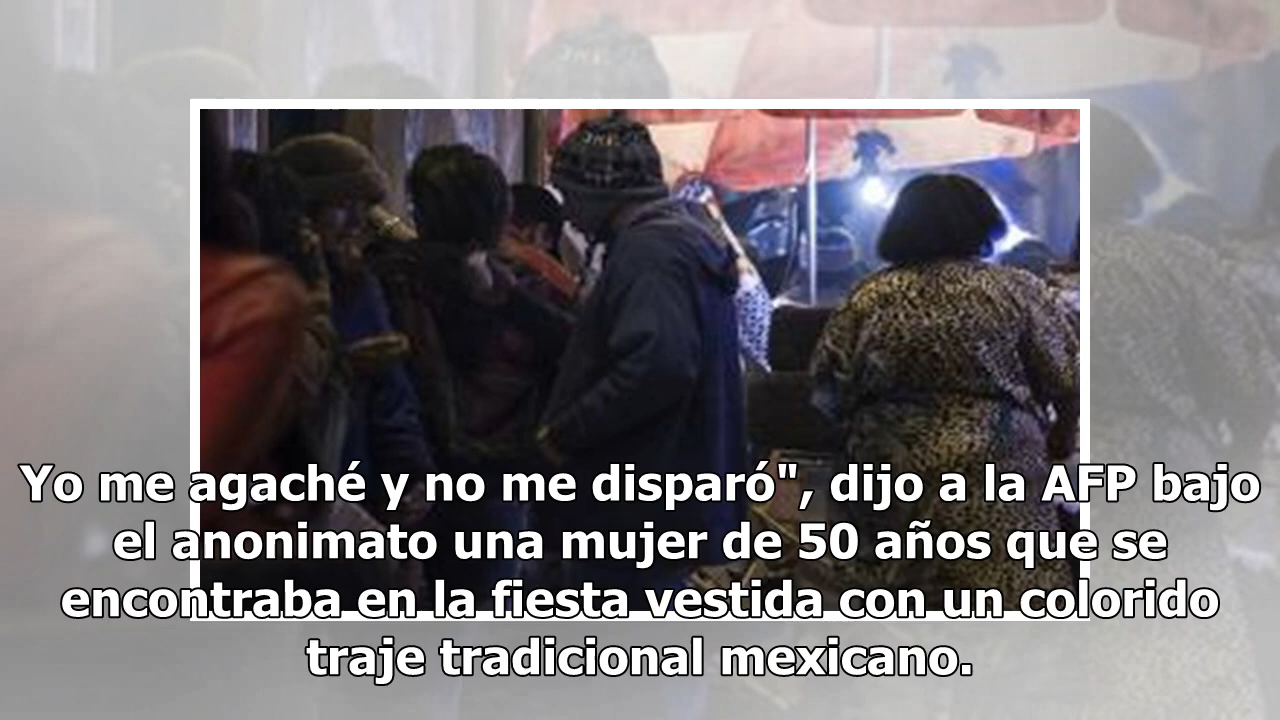 Yo me agaché y no me disparó", dijo a la AFP bajo
el anonimato una mujer de 50 años que se
encontraba en la fiesta vestida con un colorido
traje tradicional mexicano.